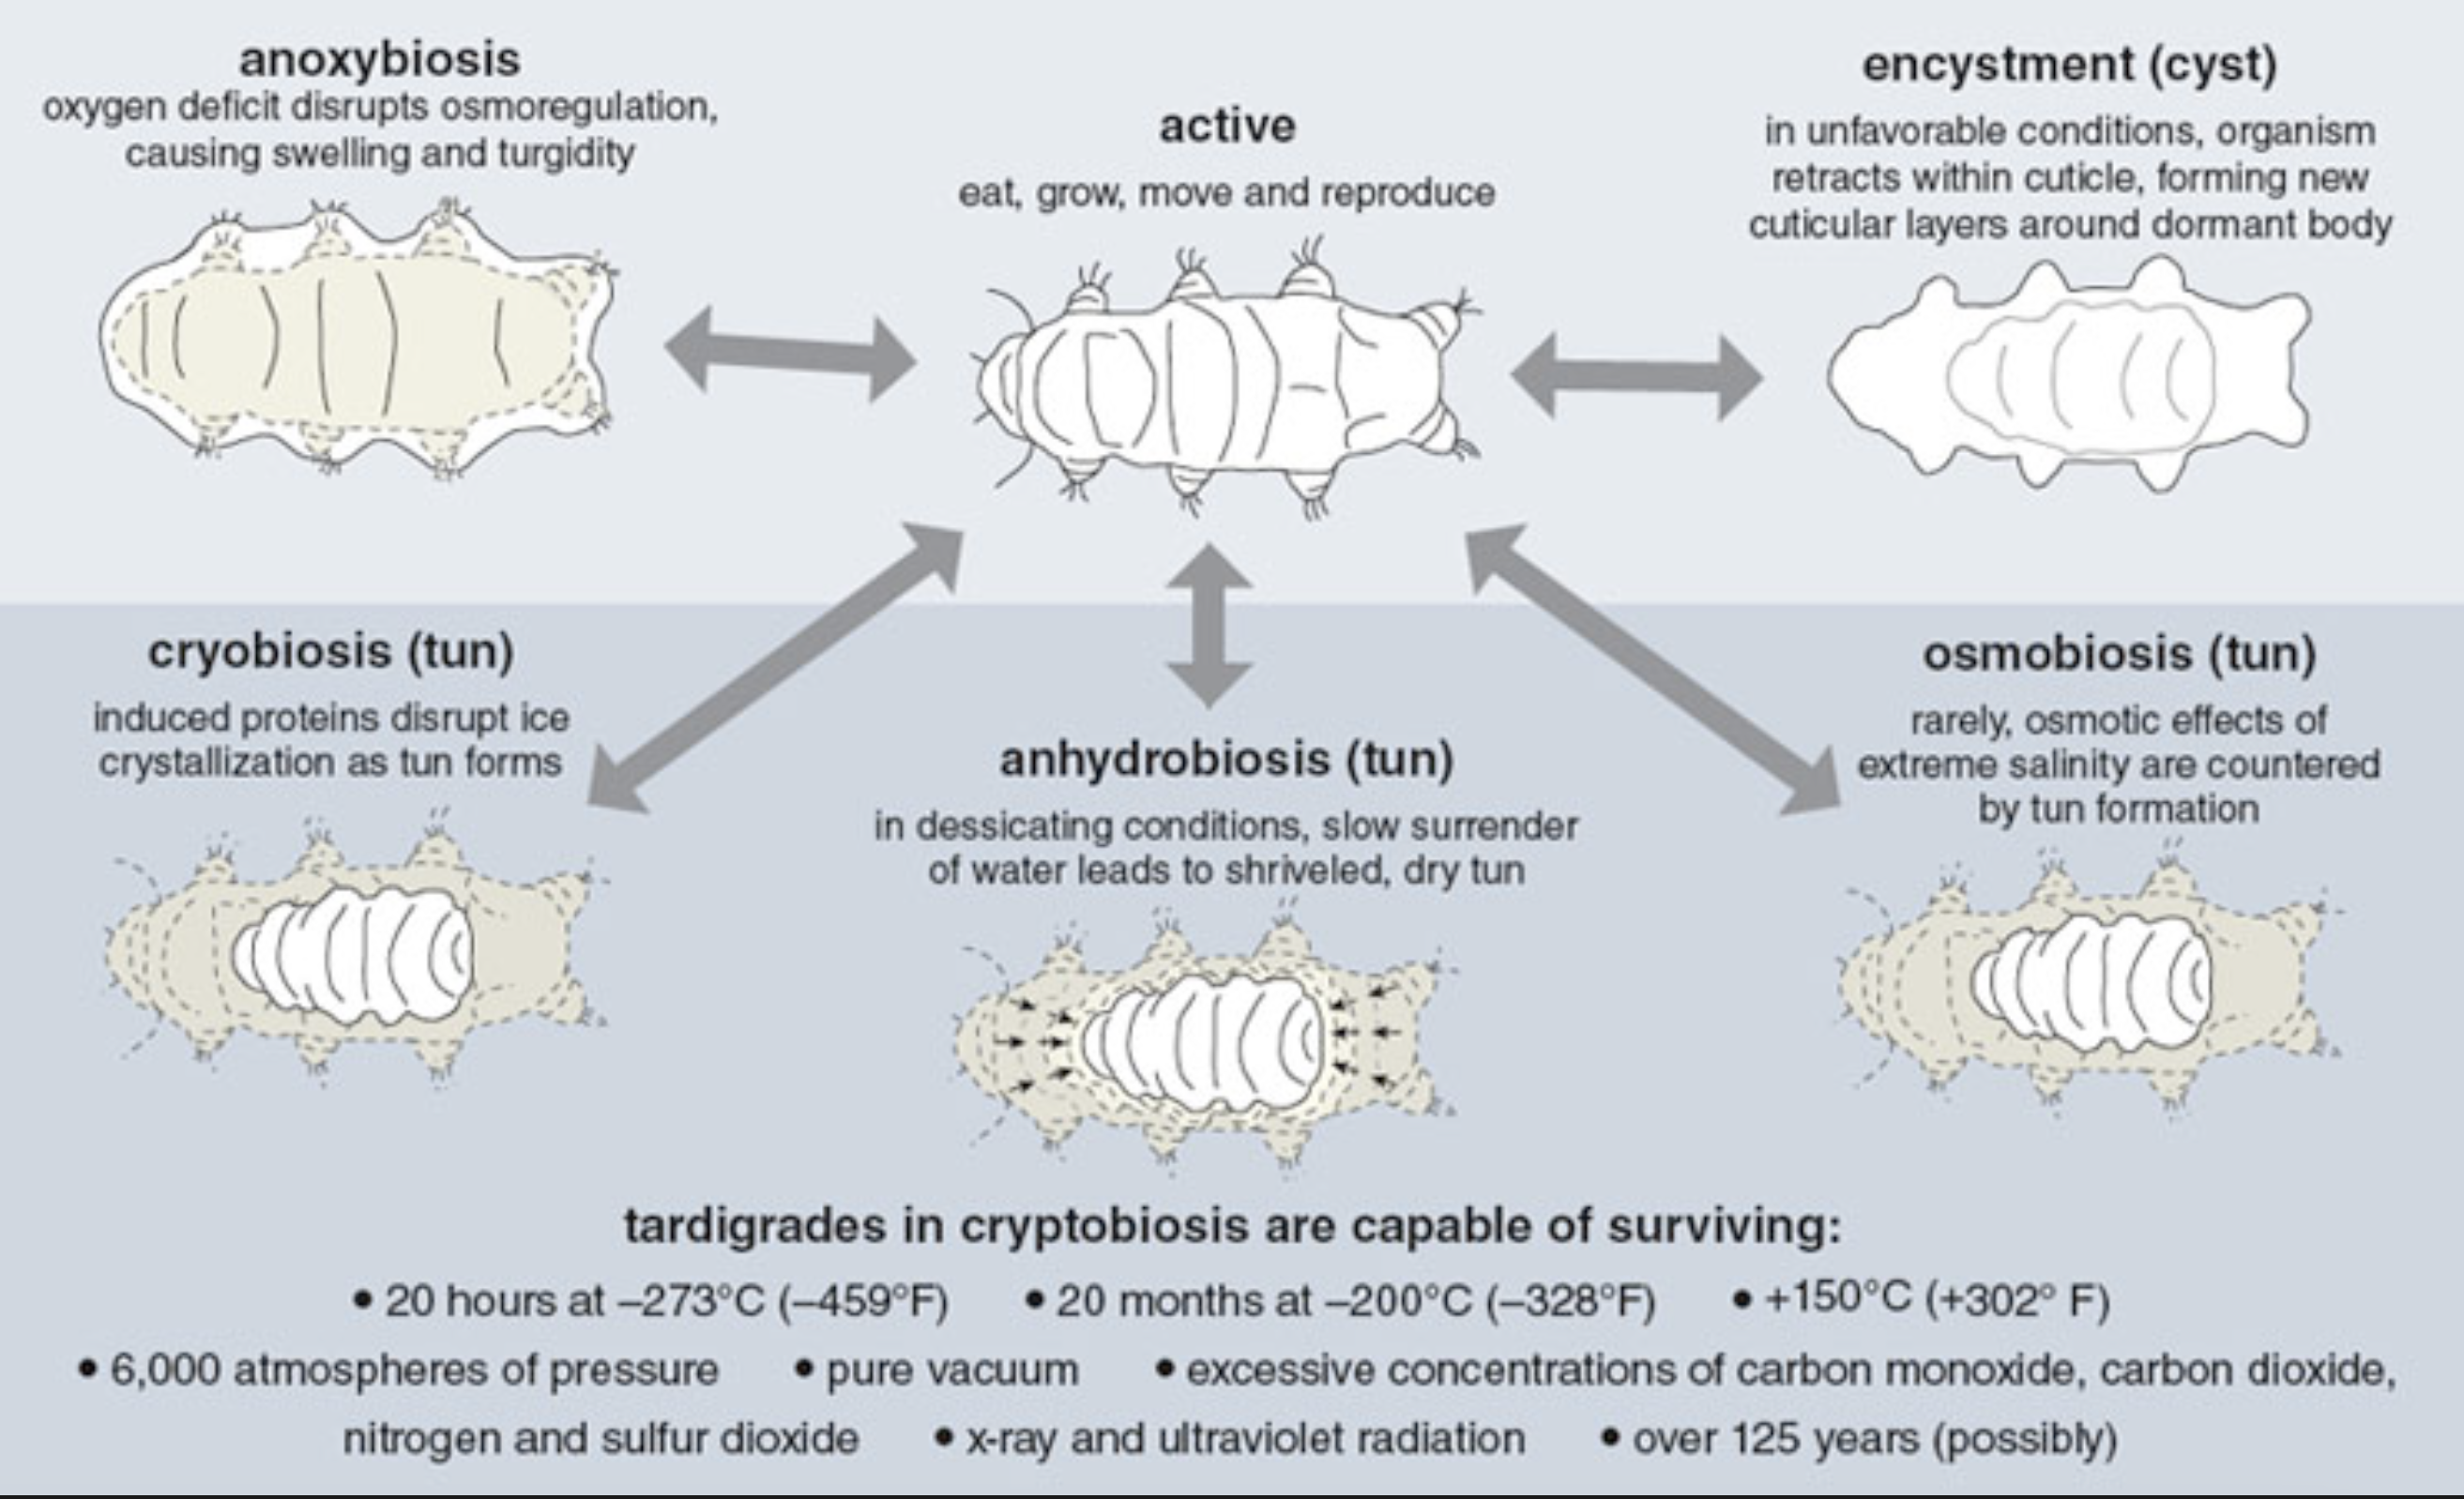 anoxybiosis
oxygen deficit disrupts osmoregulation,
causing swelling and turgidity
active
eat, grow, move and reproduce
encystment (cyst)
in unfavorable conditions, organism
retracts within cuticle, forming new
cuticular layers around dormant body
cryobiosis (tun)
induced proteins disrupt ice
crystallization as tun forms
anhydrobiosis (tun)
in dessicating conditions, slow surrender
of water leads to shriveled, dry tun
osmobiosis (tun)
rarely, osmotic effects of
extreme salinity are countered
by tun formation
tardigrades in cryptobiosis are capable of surviving:
• 20 hours at –273°C (–459°F) • 20 months at –200°C (–328°F) • +150°C (+302° F)
• 6,000 atmospheres of pressure • pure vacuum • excessive concentrations of carbon monoxide, carbon dioxide,
nitrogen and sulfur dioxide • x-ray and ultraviolet radiation • over 125 years (possibly)